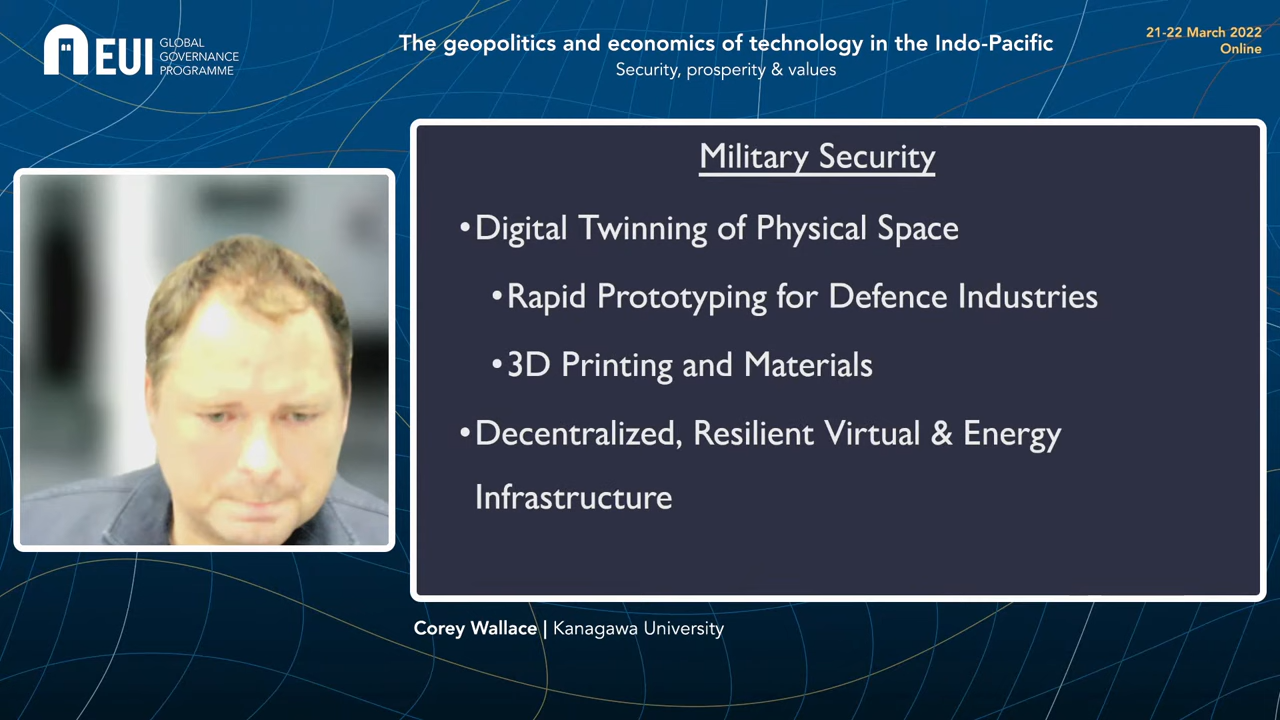 EUI
GLOBAL
GOVERNANCE
PROGRAMME
The geopolitics and economics of technology in the Indo-Pacific
Security, prosperity & values
21-22 March 2022
Online
Military Security
•Digital Twinning of Physical Space
•Rapid Prototyping for Defence Industries
•3D Printing and Materials
•Decentralized, Resilient Virtual & Energy
Infrastructure
Corey Wallace | Kanagawa University